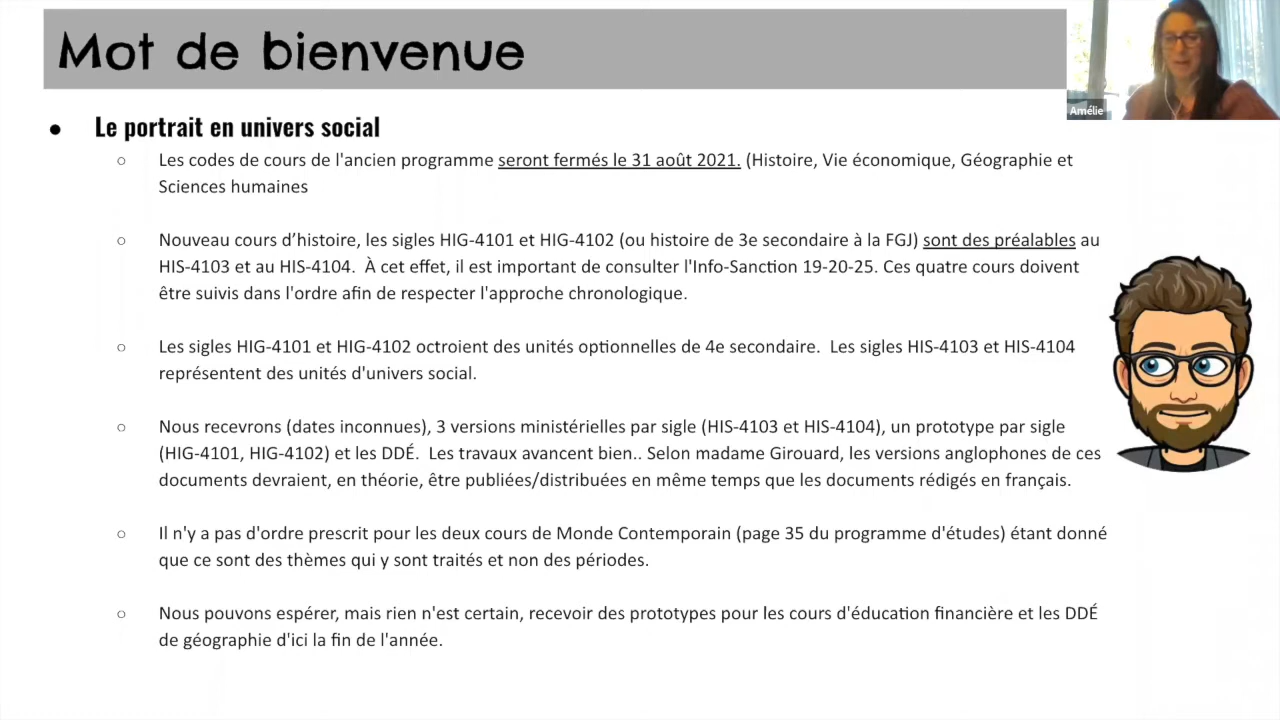 Mot de bienvenue
Amélie
● Le portrait en univers social
○ Les codes de cours de l'ancien programme seront fermés le 31 août 2021. (Histoire, Vie économique, Géographie et
Sciences humaines
○ Nouveau cours d’histoire, les sigles HIG-4101 et HIG-4102 (ou histoire de 3e secondaire à la FGJ) sont des préalables au
HIS-4103 et au HIS-4104.  À cet effet, il est important de consulter l'Info-Sanction 19-20-25. Ces quatre cours doivent
être suivis dans l'ordre afin de respecter l'approche chronologique.
○ Les sigles HIG-4101 et HIG-4102 octroient des unités optionnelles de 4e secondaire.  Les sigles HIS-4103 et HIS-4104
représentent des unités d'univers social.
○ Nous recevrons (dates inconnues), 3 versions ministérielles par sigle (HIS-4103 et HIS-4104), un prototype par sigle
(HIG-4101, HIG-4102) et les DDÉ.  Les travaux avancent bien.. Selon madame Girouard, les versions anglophones de ces
documents devraient, en théorie, être publiées/distribuées en même temps que les documents rédigés en français.
○ Il n'y a pas d'ordre prescrit pour les deux cours de Monde Contemporain (page 35 du programme d'études) étant donné
que ce sont des thèmes qui y sont traités et non des périodes.
○ Nous pouvons espérer, mais rien n'est certain, recevoir des prototypes pour les cours d'éducation financière et les DDÉ
de géographie d'ici la fin de l'année.